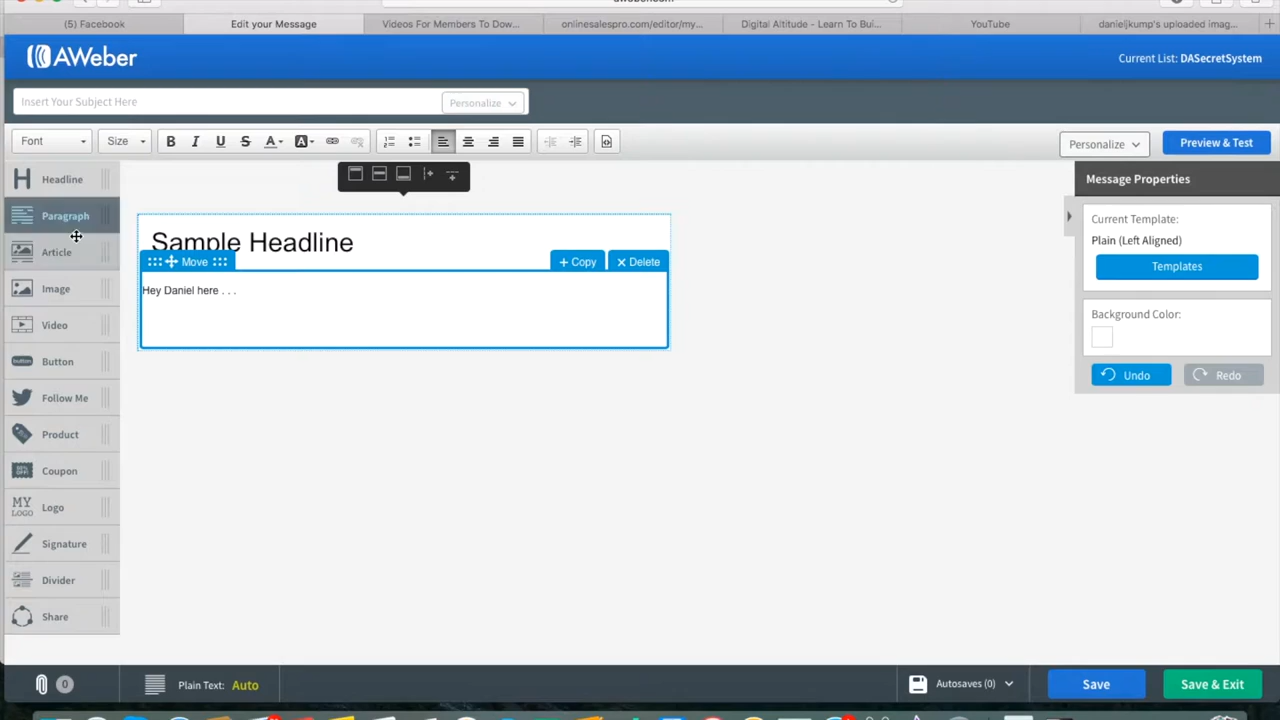 aweber.com
(5) Facebook
Edit your Message
Videos For Members To Dow...
onlinesalespro.com/editor/my...
Digital Altitude - Learn To Bui...
YouTube
danieljkump's uploaded imag...
AWeber
Current List: DASecretSystem
Insert Your Subject Here
Personalize
Font
Size
B I U S A A
Personalize
Preview & Test
Headline
Paragraph
Article
Image
Video
Button
Follow Me
Product
Coupon
MY LOGO
Logo
Signature
Divider
Share
Sample Headline
Move
+ Copy
× Delete
Hey Daniel here . . .
Message Properties
Current Template:
Plain (Left Aligned)
Templates
Background Color:
Undo
Redo
0
Plain Text: Auto
Autosaves (0)
Save
Save & Exit